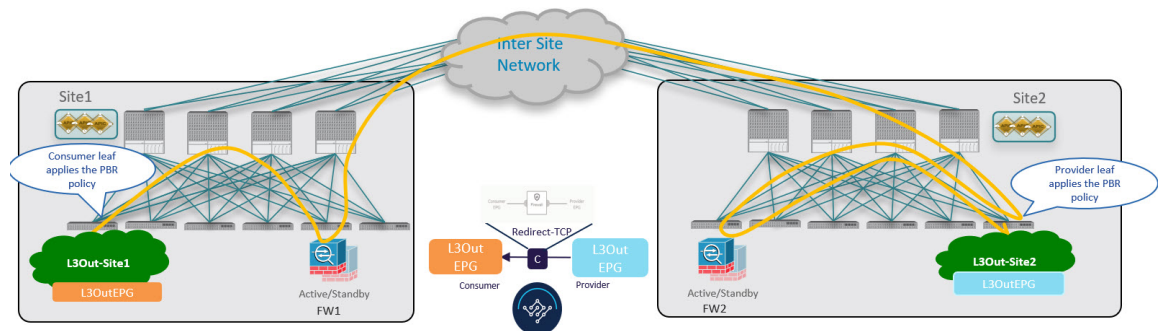 Inter Site
Network
Site1
Site2
Consumer leaf
applies the PBR
policy
Provider leaf
applies the PBR
policy
Redirect-TCP
L3Out-Site1
L3OutEPG
Active/Standby
FW1
L3Out
EPG
Consumer
C
L3Out
EPG
Provider
Active/Standby
FW2
L3Out-Site2
L3OutEPG